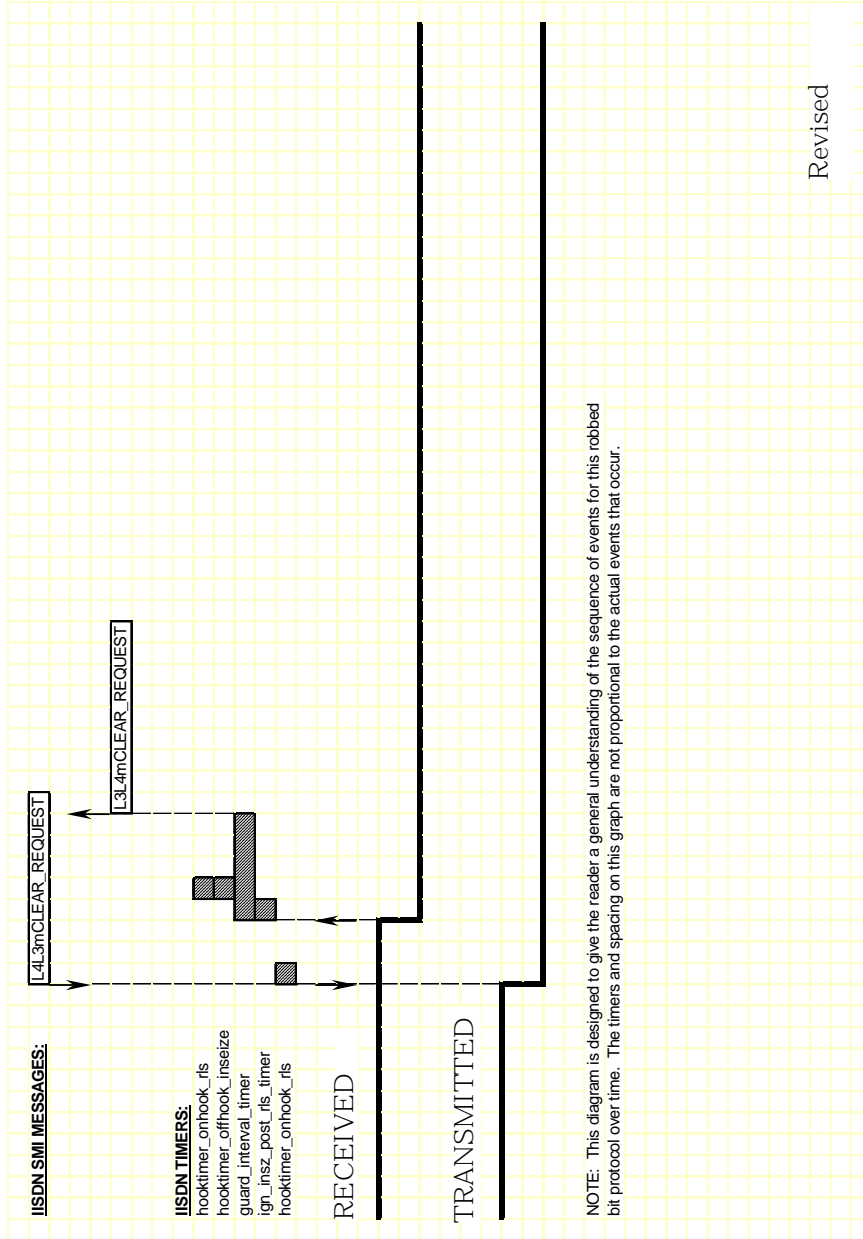 IISDN SMI MESSAGES:
L4L3mCLEAR_REQUEST
L3L4mCLEAR_REQUEST
IISDN TIMERS:
hooktimer_onhook_rls
hooktimer_offhook_inseize
guard_interval_timer
ign_insz_post_rls_timer
hooktimer_onhook_rls
RECEIVED
TRANSMITTED
NOTE: This diagram is designed to give the reader a general understanding of the sequence of events for this robbed
bit protocol over time. The timers and spacing on this graph are not proportional to the actual events that occur.
Revised